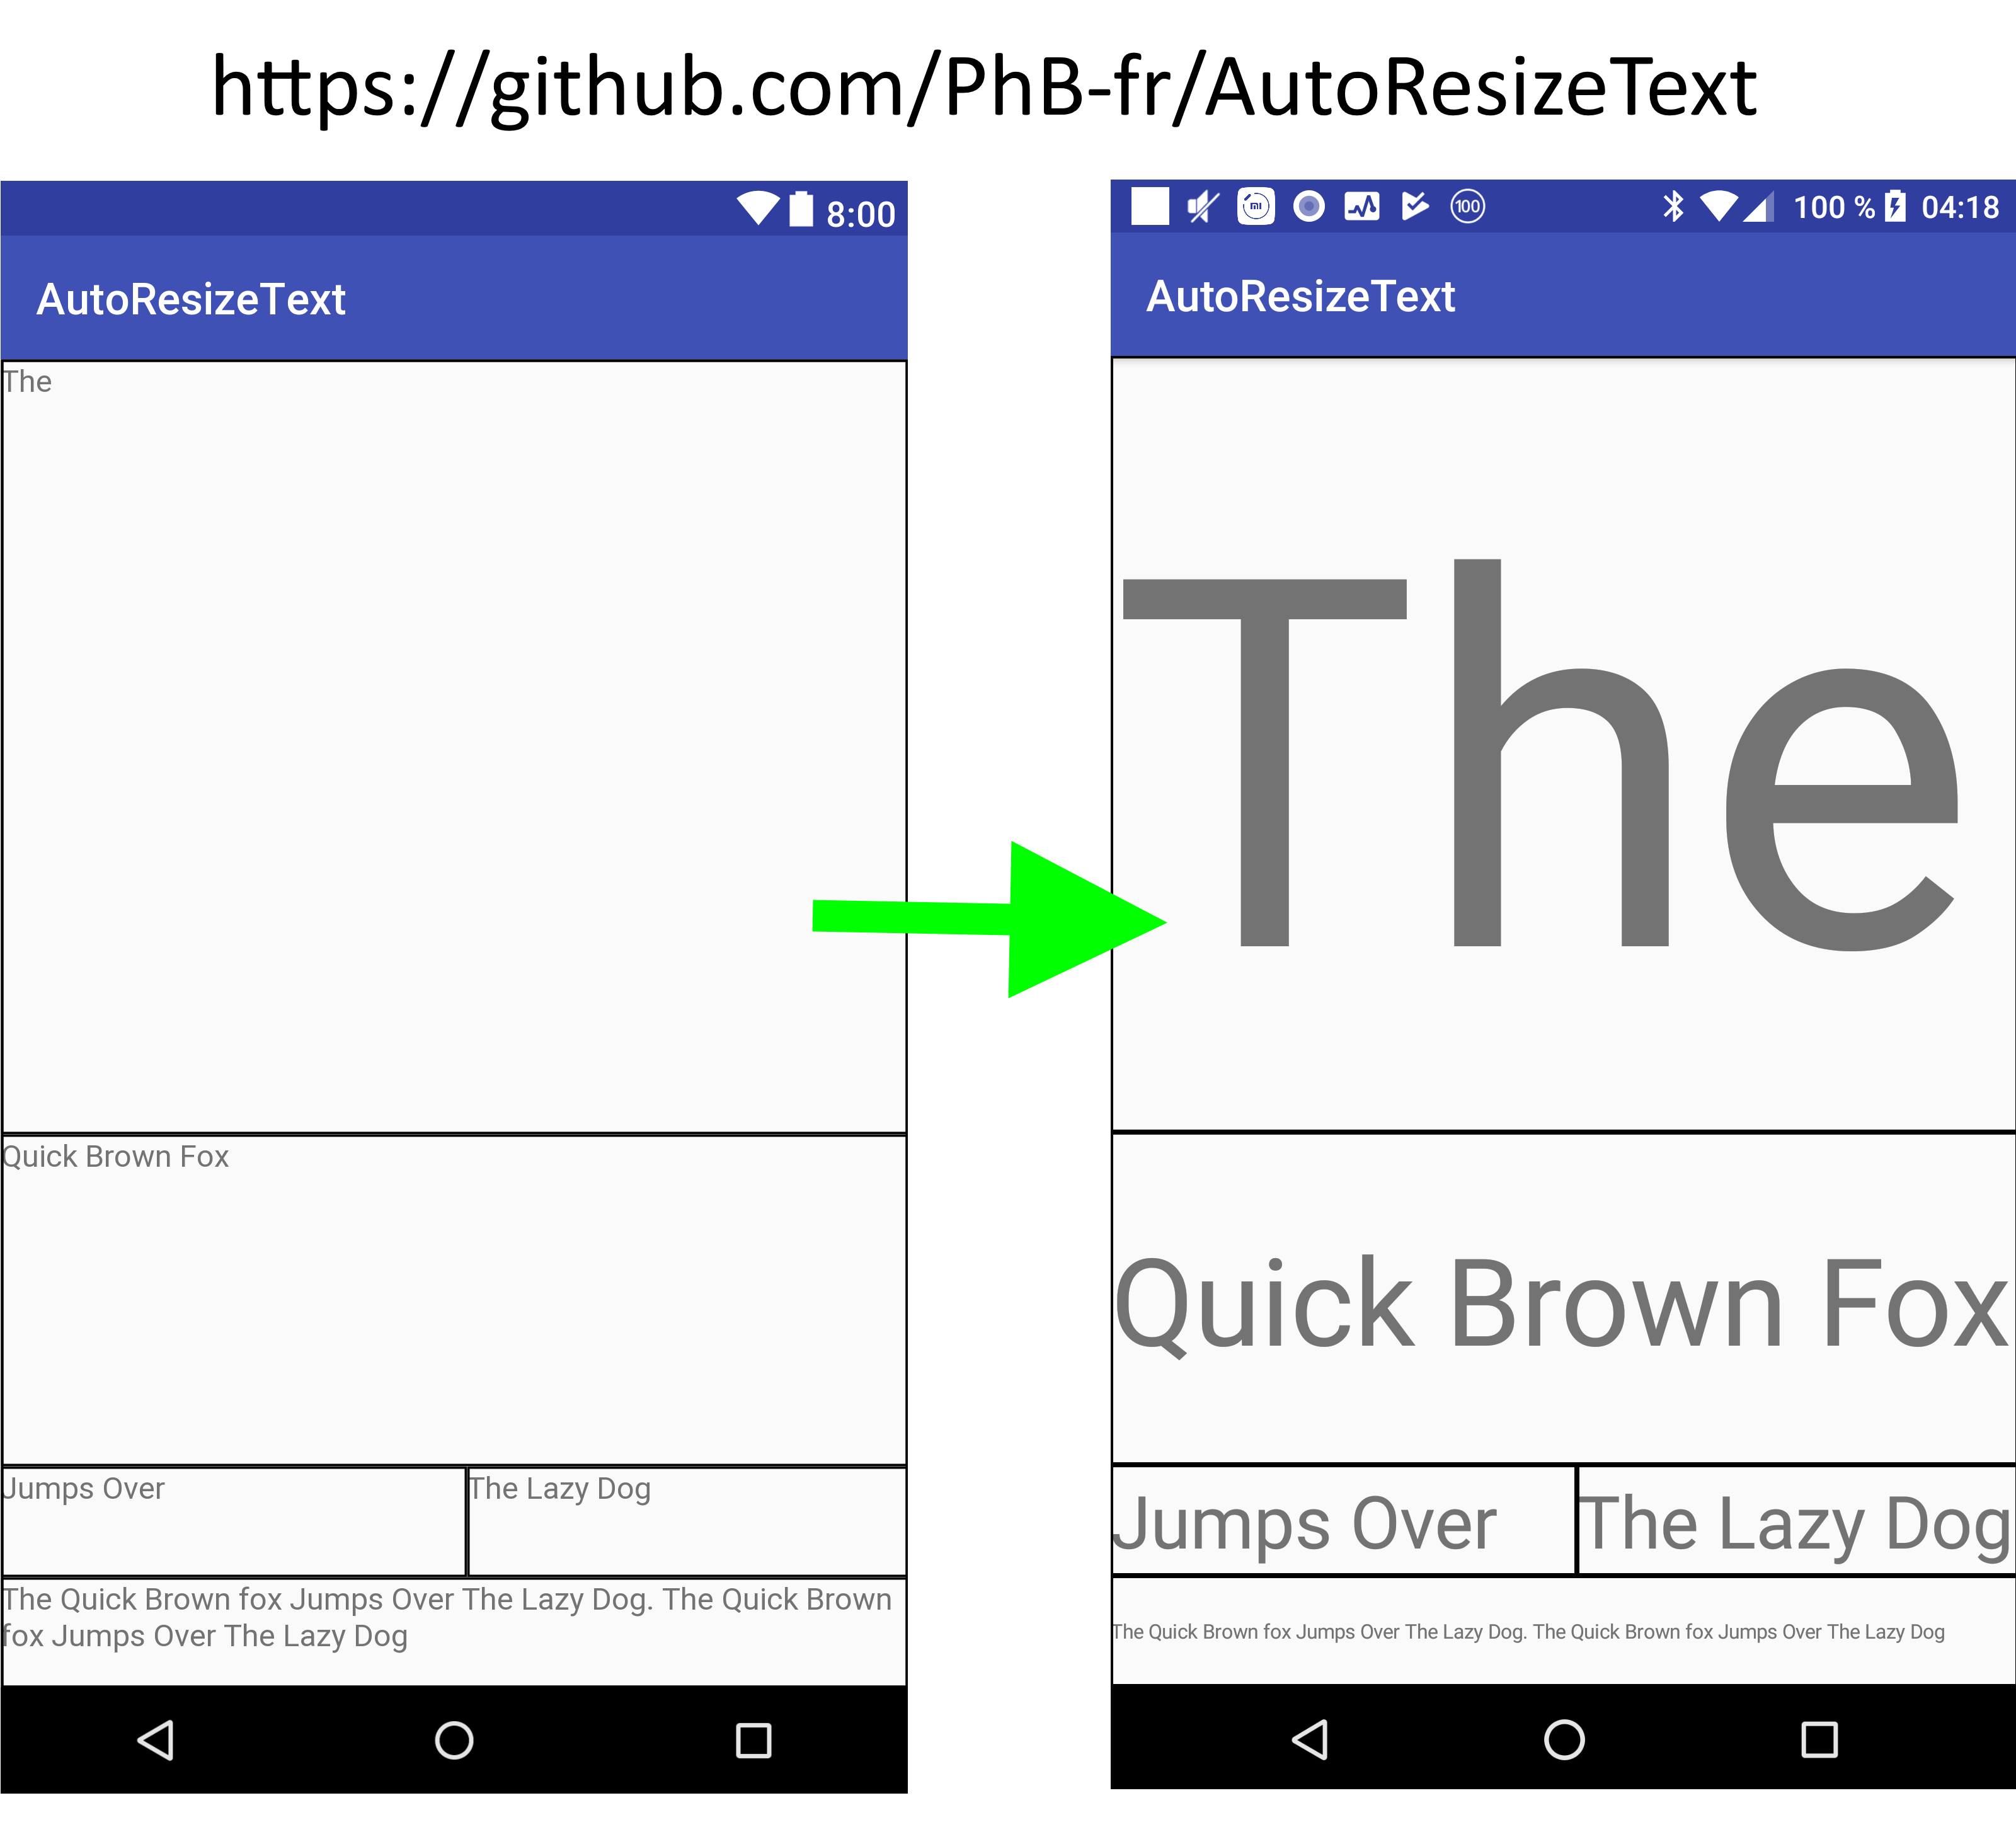 https://github.com/PhB-fr/AutoResizeText
8:00
AutoResizeText
The
Quick Brown Fox
Jumps Over
The Lazy Dog
The Quick Brown fox Jumps Over The Lazy Dog. The Quick Brown
fox Jumps Over The Lazy Dog
mi 100 100 % 04:18
AutoResizeText
The
Quick Brown Fox
Jumps Over
The Lazy Dog
The Quick Brown fox Jumps Over The Lazy Dog. The Quick Brown fox Jumps Over The Lazy Dog